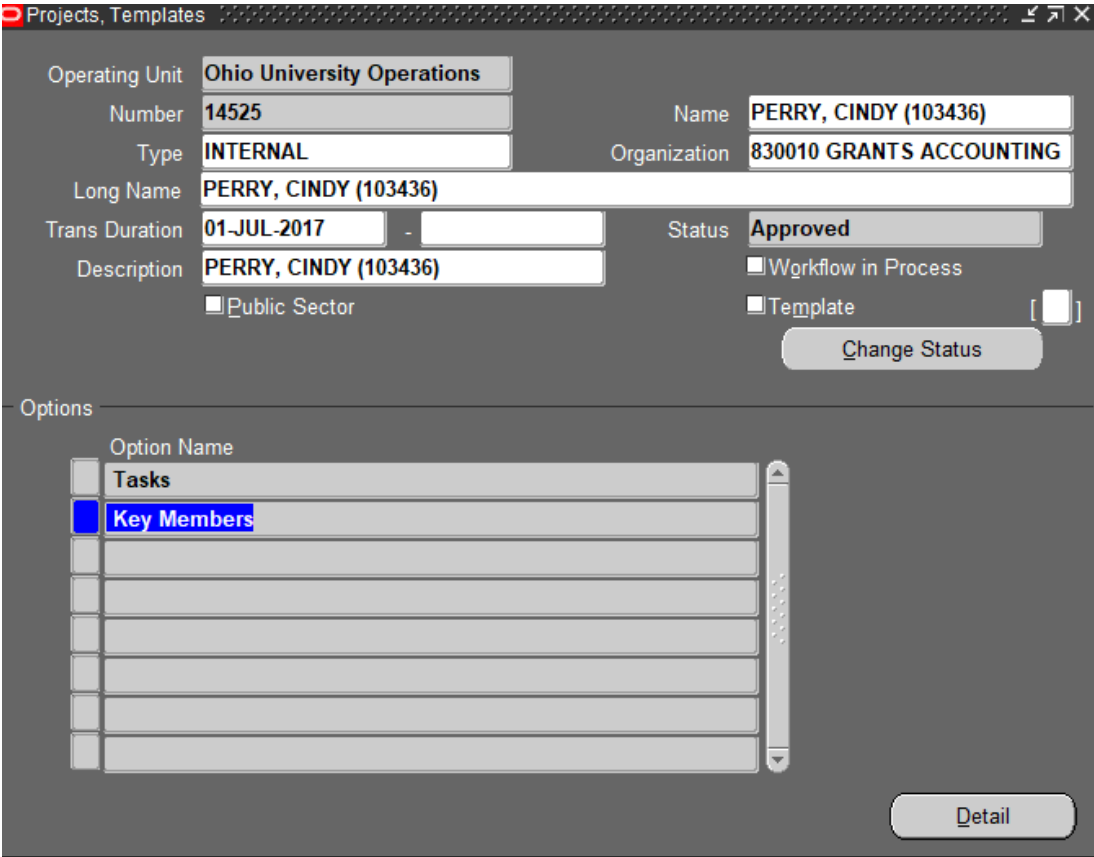 Projects, Templates
Operating Unit Ohio University Operations
Number 14525 Name PERRY, CINDY (103436)
Type INTERNAL Organization 830010 GRANTS ACCOUNTING
Long Name PERRY, CINDY (103436)
Trans Duration 01-JUL-2017 - Status Approved
Description PERRY, CINDY (103436) Workflow in Process
Public Sector Template [ ]
Change Status
Options
Option Name
Tasks
Key Members
Detail